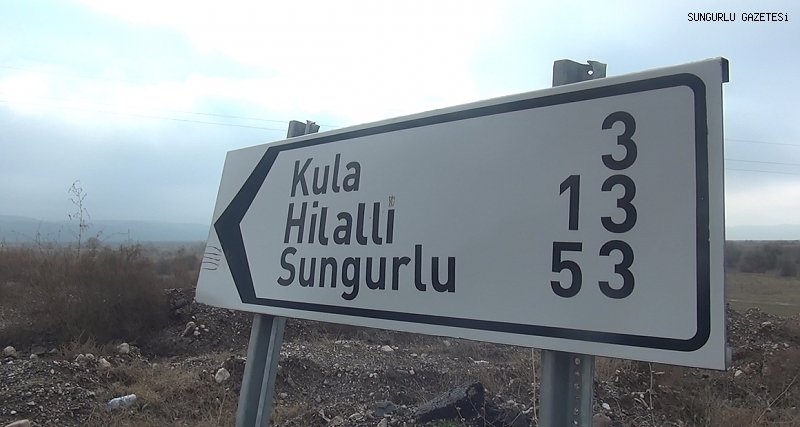 SUNGURLU GAZETESi
Kula 3
Hilalli 13
Sungurlu 53